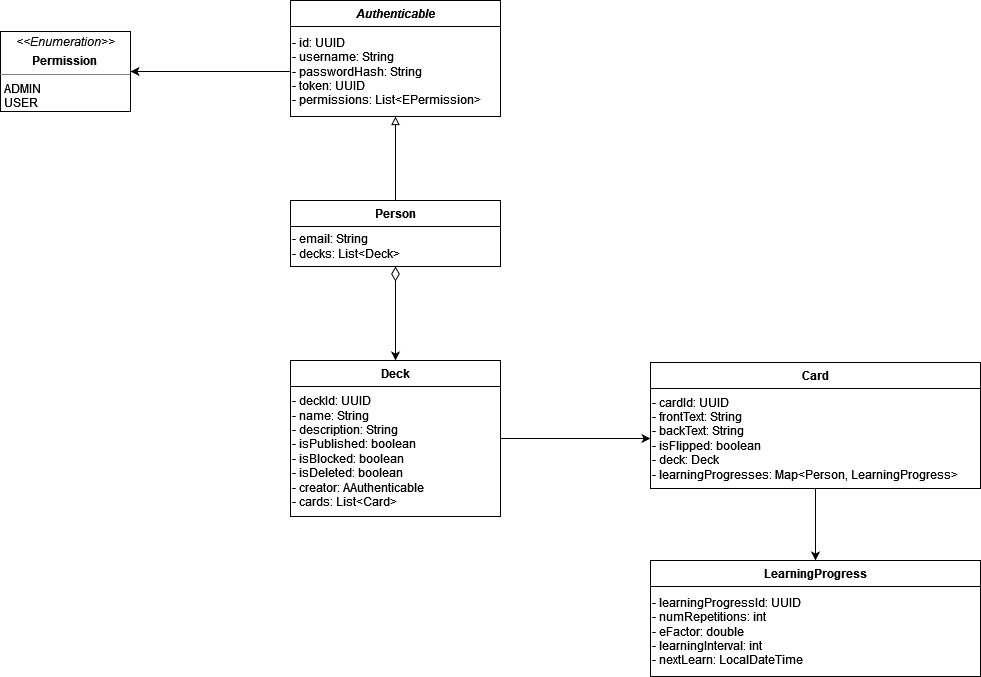 Authenticable
- id: UUID
- username: String
- passwordHash: String
- token: UUID
- permissions: List<EPermission>
<<Enumeration>>
Permission
ADMIN
USER
Person
- email: String
- decks: List<Deck>
Deck
- deckId: UUID
- name: String
- description: String
- isPublished: boolean
- isBlocked: boolean
- isDeleted: boolean
- creator: AAuthenticable
- cards: List<Card>
Card
- cardId: UUID
- frontText: String
- backText: String
- isFlipped: boolean
- deck: Deck
- learningProgresses: Map<Person, LearningProgress>
LearningProgress
- learningProgressId: UUID
- numRepetitions: int
- eFactor: double
- learningInterval: int
- nextLearn: LocalDateTime